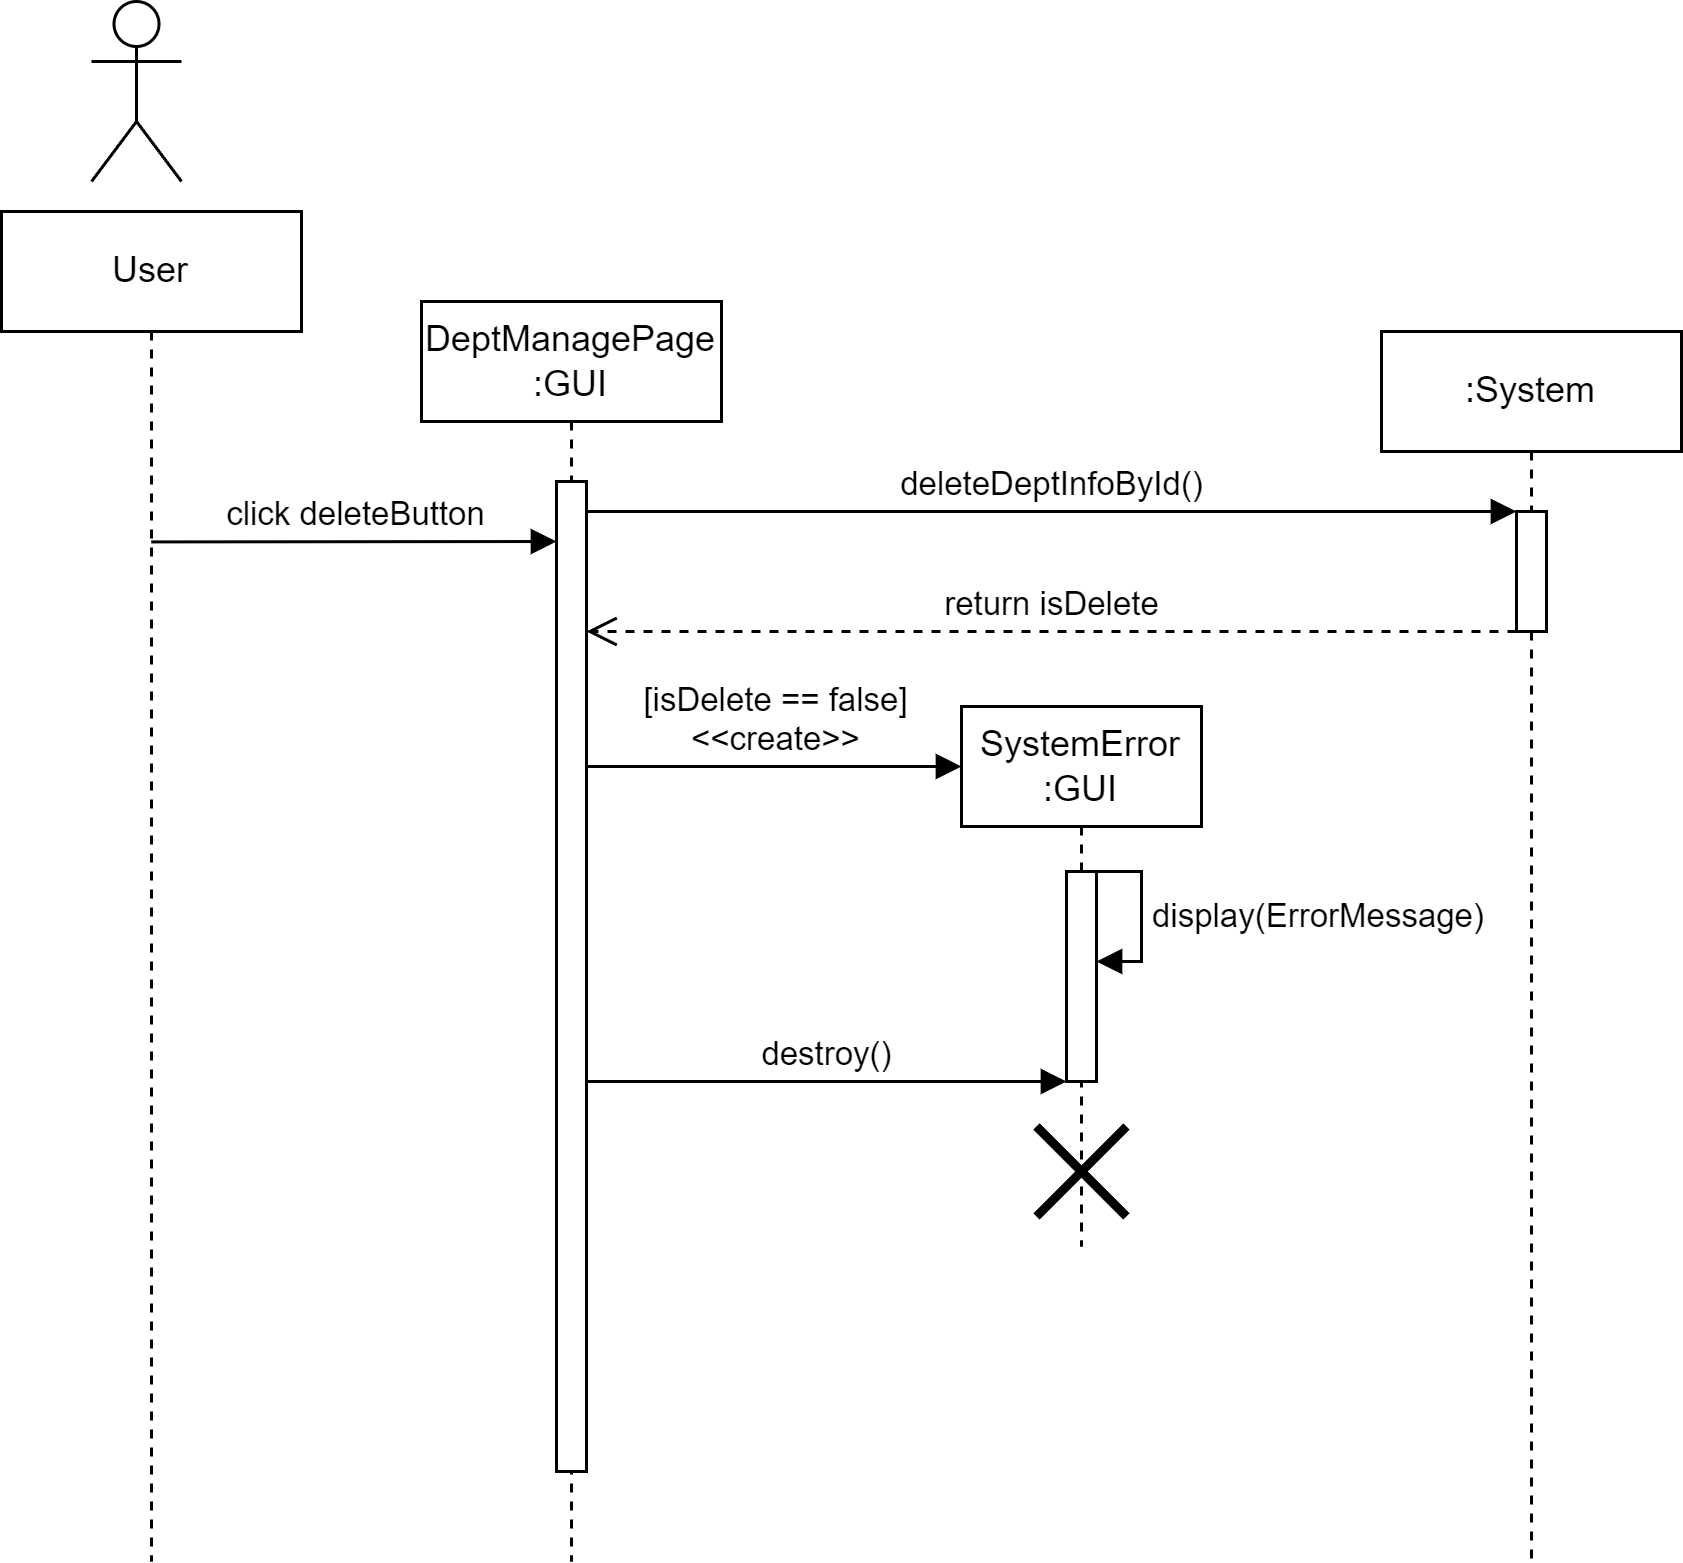 User
DeptManagePage
:GUI
:System
deleteDeptInfoById()
click deleteButton
return isDelete
[isDelete == false]
<<create>>
SystemError
:GUI
display(ErrorMessage)
destroy()